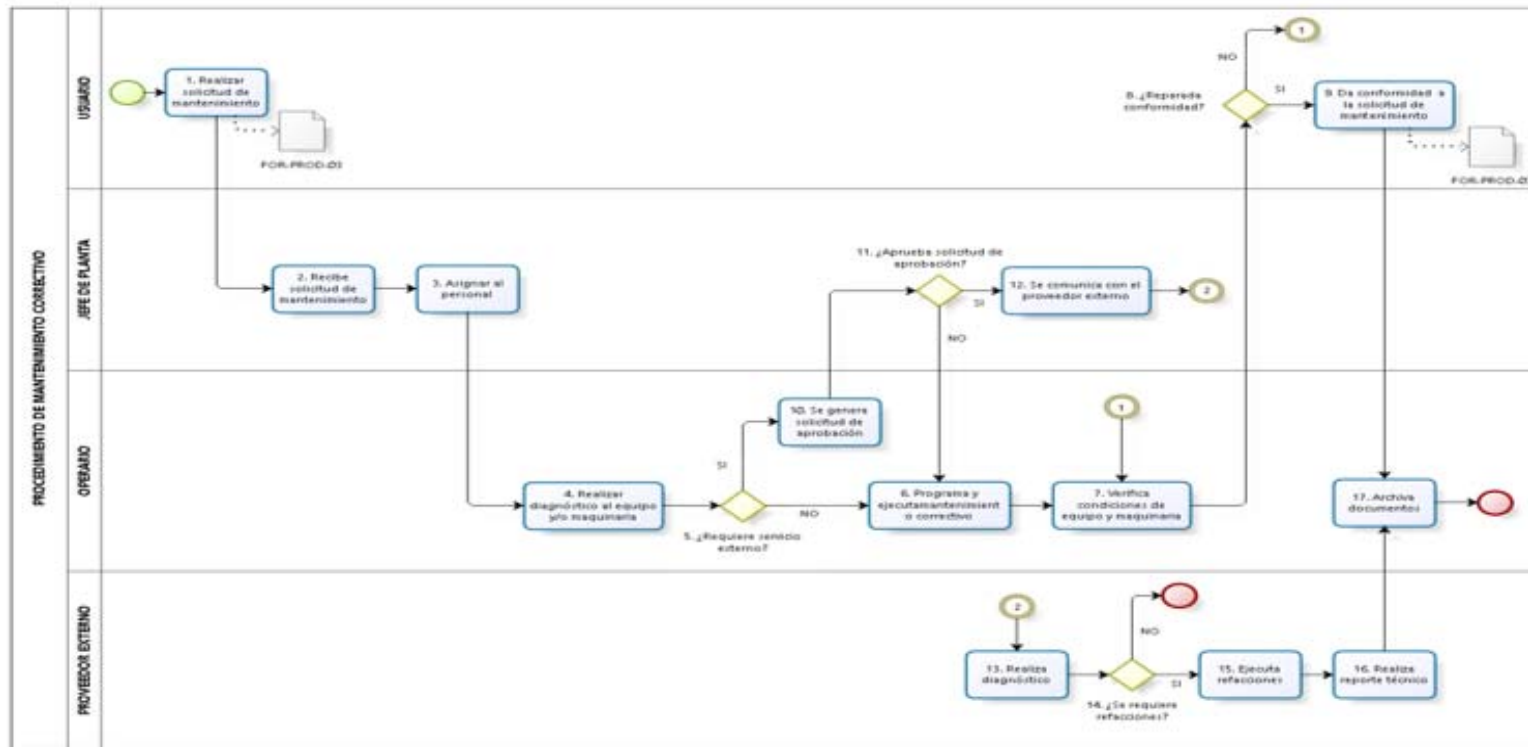 PROCEDIMIENTO DE MANTENIMIENTO CORRECTIVO
USUARIO
1. Realizar
solicitud de
mantenimiento
FOR-PROD-03
1
NO
8. ¿Reparada
conformidad?
SI
9 Da conformidad a
la solicitud de
mantenimiento
FOR-PROD-0
JEFE DE PLANTA
2. Recibe
solicitud de
mantenimiento
3. Asignar al
personal
11. ¿Aprueba solicitud de
aprobación?
SI
NO
12. Se comunica con el
proveedor externo
2
OPERARIO
4. Realizar
diagnóstico al equipo
y/o maquinaria
5. ¿Requiere servicio
externo?
SI
NO
10. Se genera
solicitud de
aprobación
6. Programa y
ejecutamantenimient
o correctivo
1
7. Verifica
condiciones de
equipo y maquinaria
17. Archiva
documentos
PROVEEDOR EXTERNO
2
13. Realiza
diagnóstico
14. ¿Se requiere
refacciones?
NO
SI
15. Ejecuta
refacciones
16. Realiza
reporte técnico